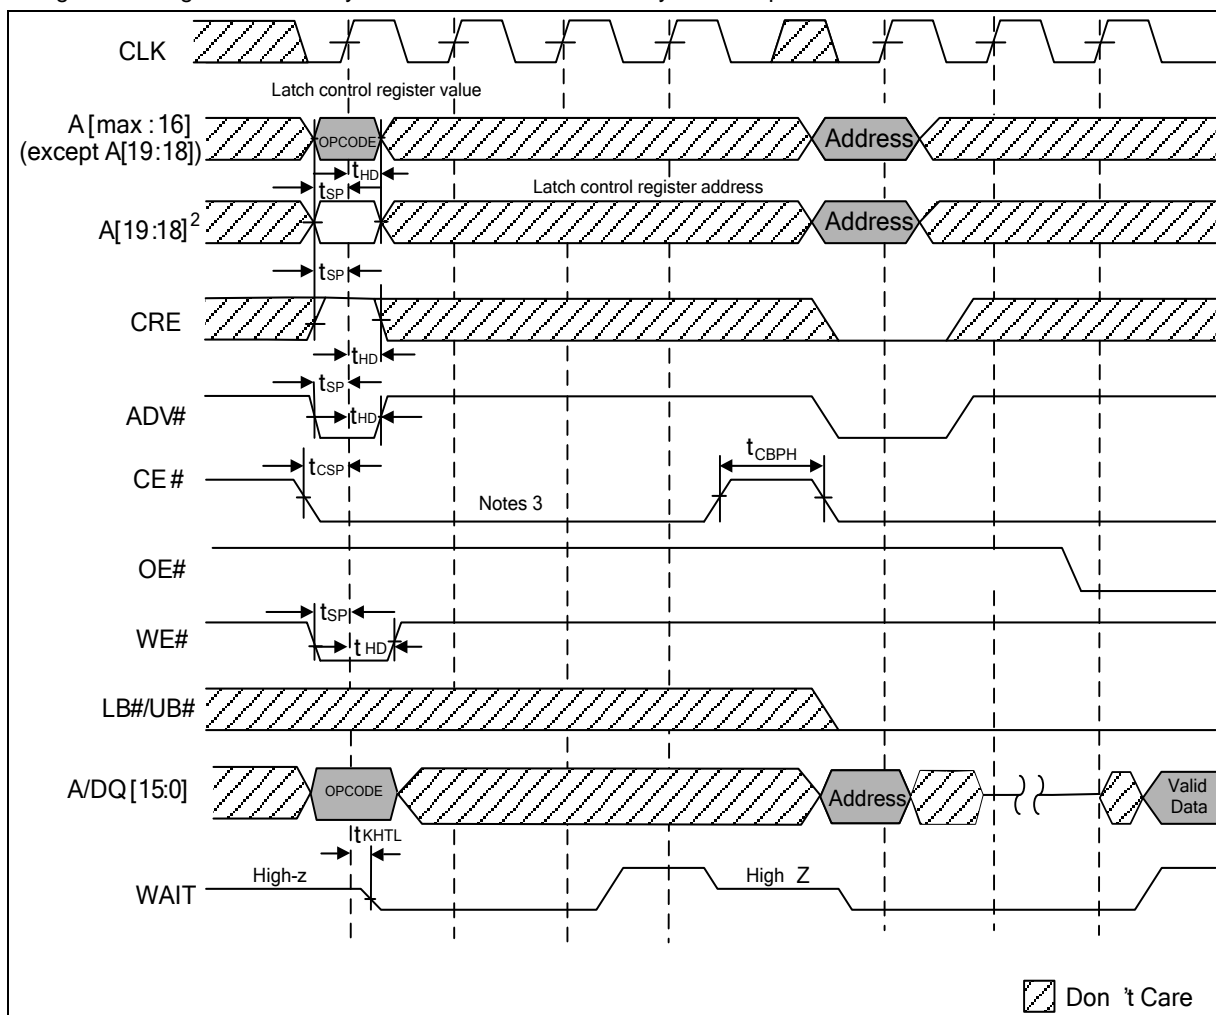 CLK
Latch control register value
A[max : 16]
(except A[19:18])
OPCODE
Address
tHD
tSP
Latch control register address
A[19:18]2
Address
tSP
CRE
tHD
tSP
ADV#
tHD
tCBPH
CE#
tCSP
Notes 3
OE#
tSP
WE#
tHD
LB#/UB#
A/DQ[15:0]
OPCODE
Address
Valid
Data
tKHTL
High-z
High Z
WAIT
Don 't Care